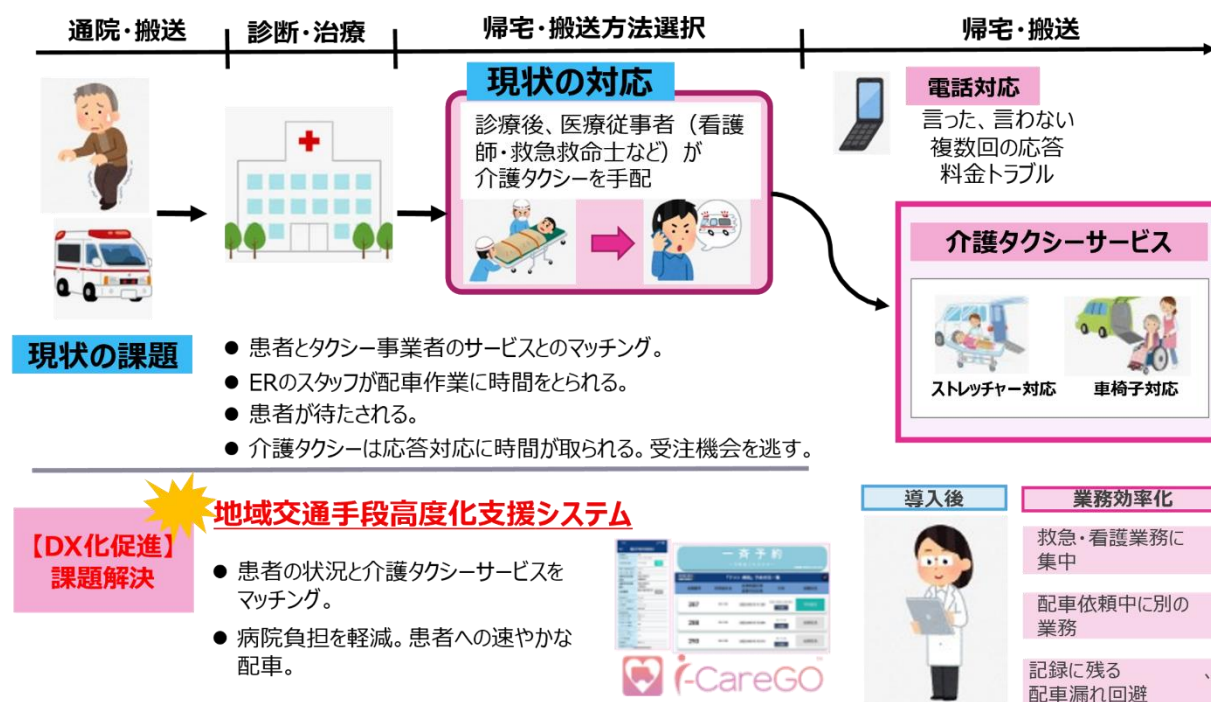 通院・搬送
診断・治療
帰宅・搬送方法選択
帰宅・搬送
現状の対応
診療後、医療従事者（看護
師・救急救命士など）が
介護タクシーを手配
電話対応
言った、言わない
複数回の応答
料金トラブル
介護タクシーサービス
ストレッチャー対応
車椅子対応
現状の課題
● 患者とタクシー事業者のサービスとのマッチング。
● ERのスタッフが配車作業に時間をとられる。
● 患者が待たされる。
● 介護タクシーは応答対応に時間が取られる。受注機会を逃す。
【DX化促進】
課題解決
地域交通手段高度化支援システム
● 患者の状況と介護タクシーサービスを
マッチング。
● 病院負担を軽減。患者への速やかな
配車。
一斉予約
287
288
290
i-CareGO
導入後
業務効率化
救急・看護業務に
集中
配車依頼中に別の
業務
記録に残る、
配車漏れ回避